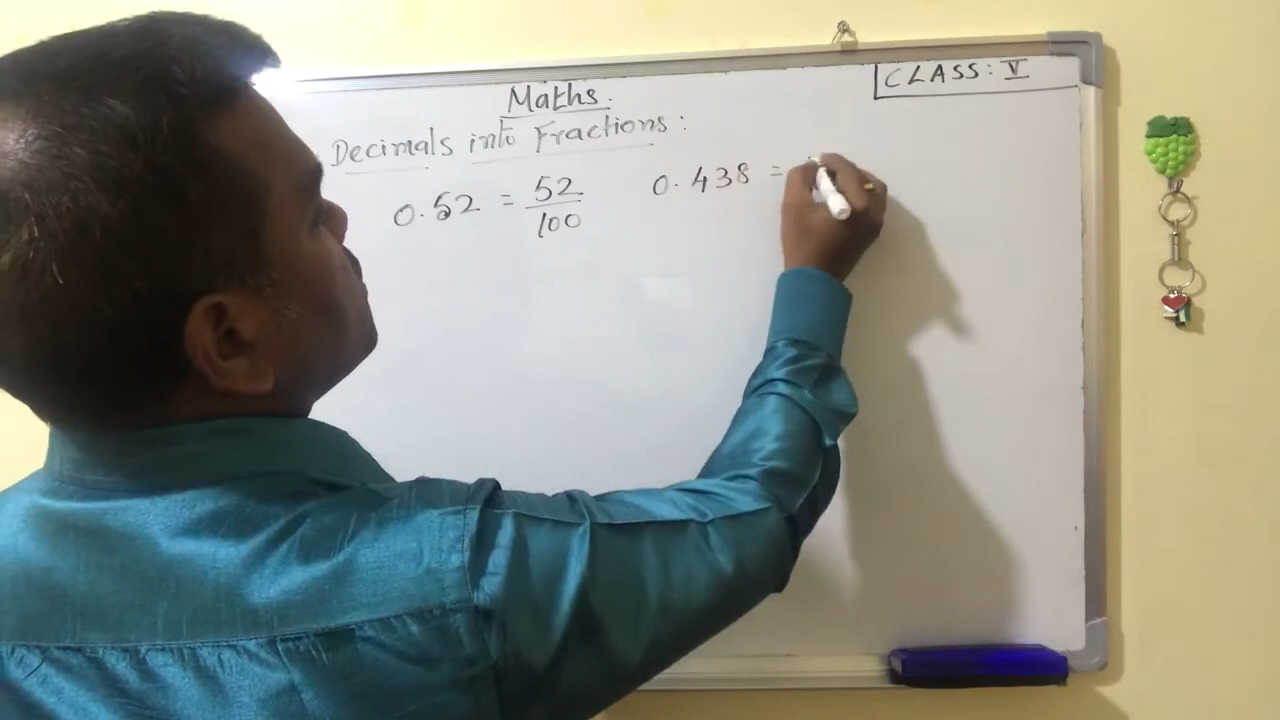 CLASS: V
Maths.
Decimals into Fractions:
0.52 = 52/100
0.438 =